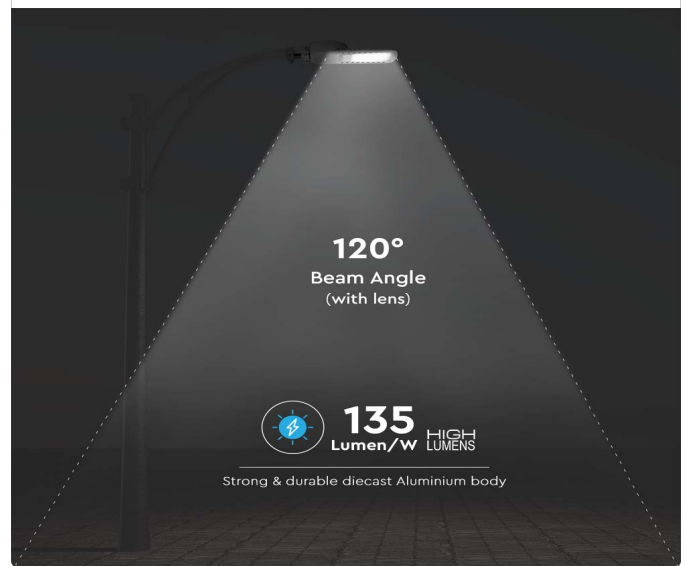 120°
Beam Angle
(with lens)
135
Lumen/W
HIGH
LUMENS
Strong & durable diecast Aluminium body